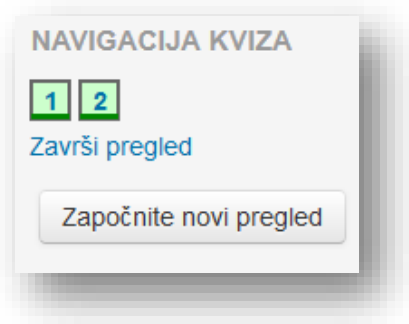 NAVIGACIJA KVIZA
1 2
Završi pregled
Započnite novi pregled